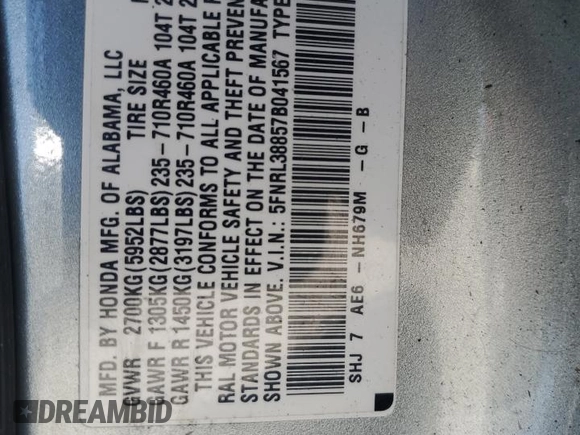 MFD. BY HONDA MFG. OF ALABAMA, LLC
GVWR 2700KG(5952LBS) TIRE SIZE
GAWR F 1305KG(2877LBS)235-710R460A 104T
GAWR R 1450KG(3197LBS)235-710R460A 104T
THIS VEHICLE CONFORMS TO ALL APPLICABLE
RAL MOTOR VEHICLE SAFETY AND THEFT PREVEN
STANDARDS IN EFFECT ON THE DATE OF MANUFA
SHOWN ABOVE. V.I.N.: 5FNRL38857B041567 TYPE
SHJ 7 AE6 -NH679M -G -B
DREAMBID